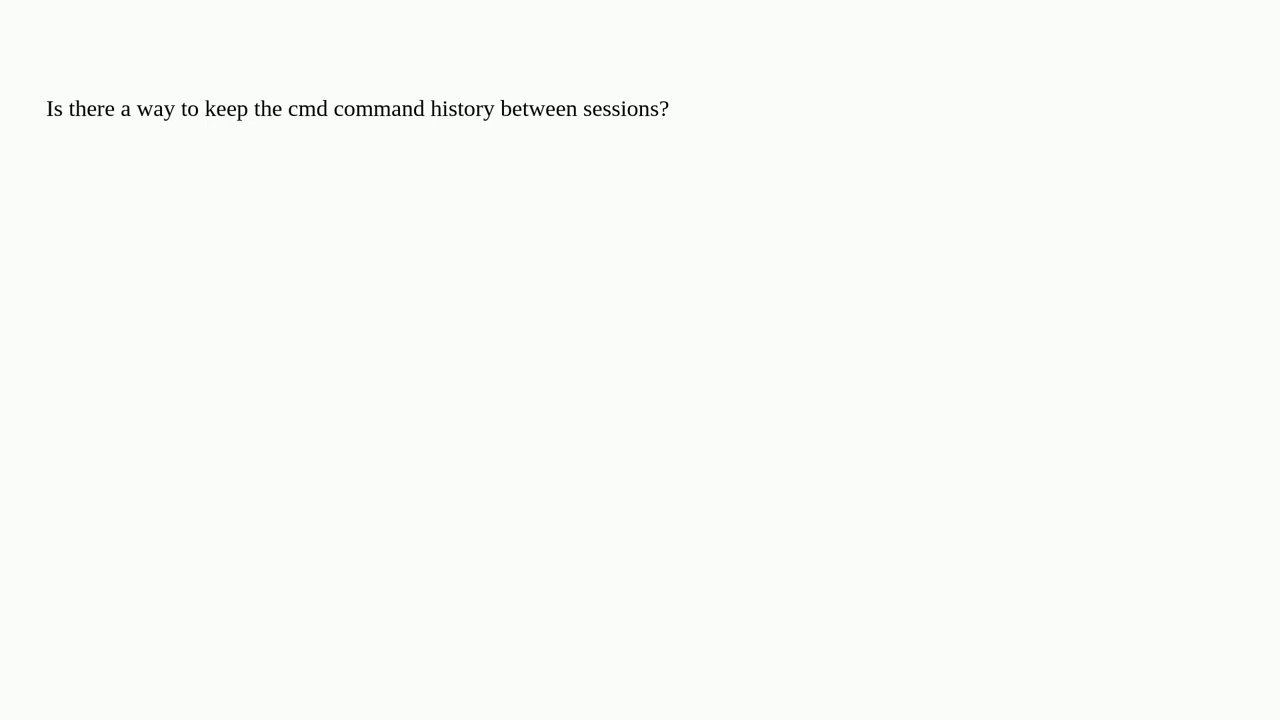 Is there a way to keep the cmd command history between sessions?